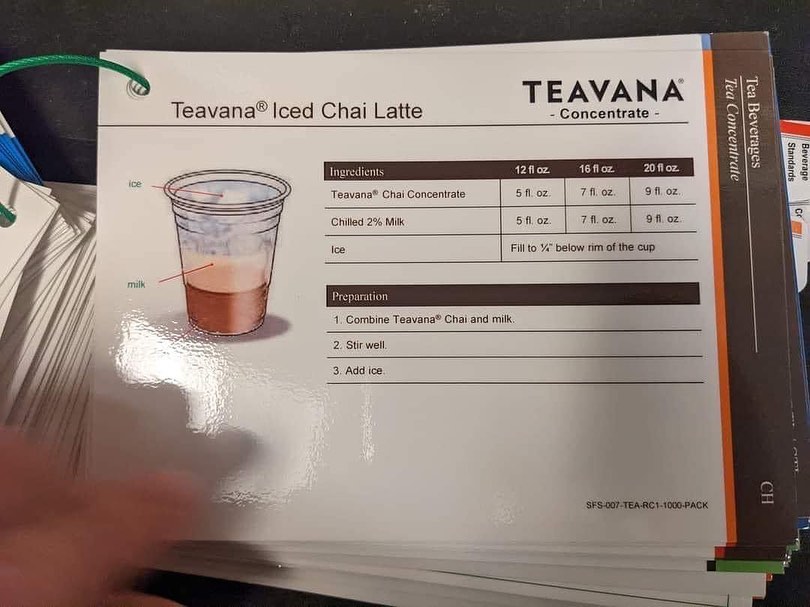 Teavana® Iced Chai Latte
TEAVANA®
- Concentrate -
ice
milk
Ingredients 12 fl oz. 16 fl oz. 20 fl oz.
Teavana® Chai Concentrate 5 fl. oz. 7 fl. oz. 9 fl. oz.
Chilled 2% Milk 5 fl. oz. 7 fl. oz. 9 fl. oz.
Ice Fill to ¼" below rim of the cup
Preparation
1. Combine Teavana® Chai and milk.
2. Stir well.
3. Add ice.
SFS-007-TEA-RC1-1000-PACK
Tea Beverages
Tea Concentrate
CH
Beverage
Standards